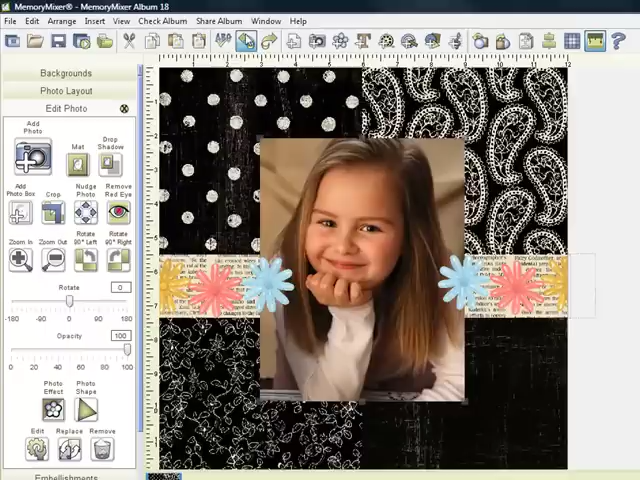 MemoryMixer® - MemoryMixer Album 18
File Edit Arrange Insert View Check Album Share Album Window Help
ABC
Backgrounds
Photo Layout
Edit Photo
Add Photo
Mat
Drop Shadow
Add Photo Box
Crop
Nudge Photo
Remove Red Eye
Zoom In
Zoom Out
Rotate 90° Left
Rotate 90° Right
Rotate 0
-180 -90 0 90 180
Opacity 100
0 20 40 60 80 100
Photo Effect
Photo Shape
Edit Replace Remove
Embellishments